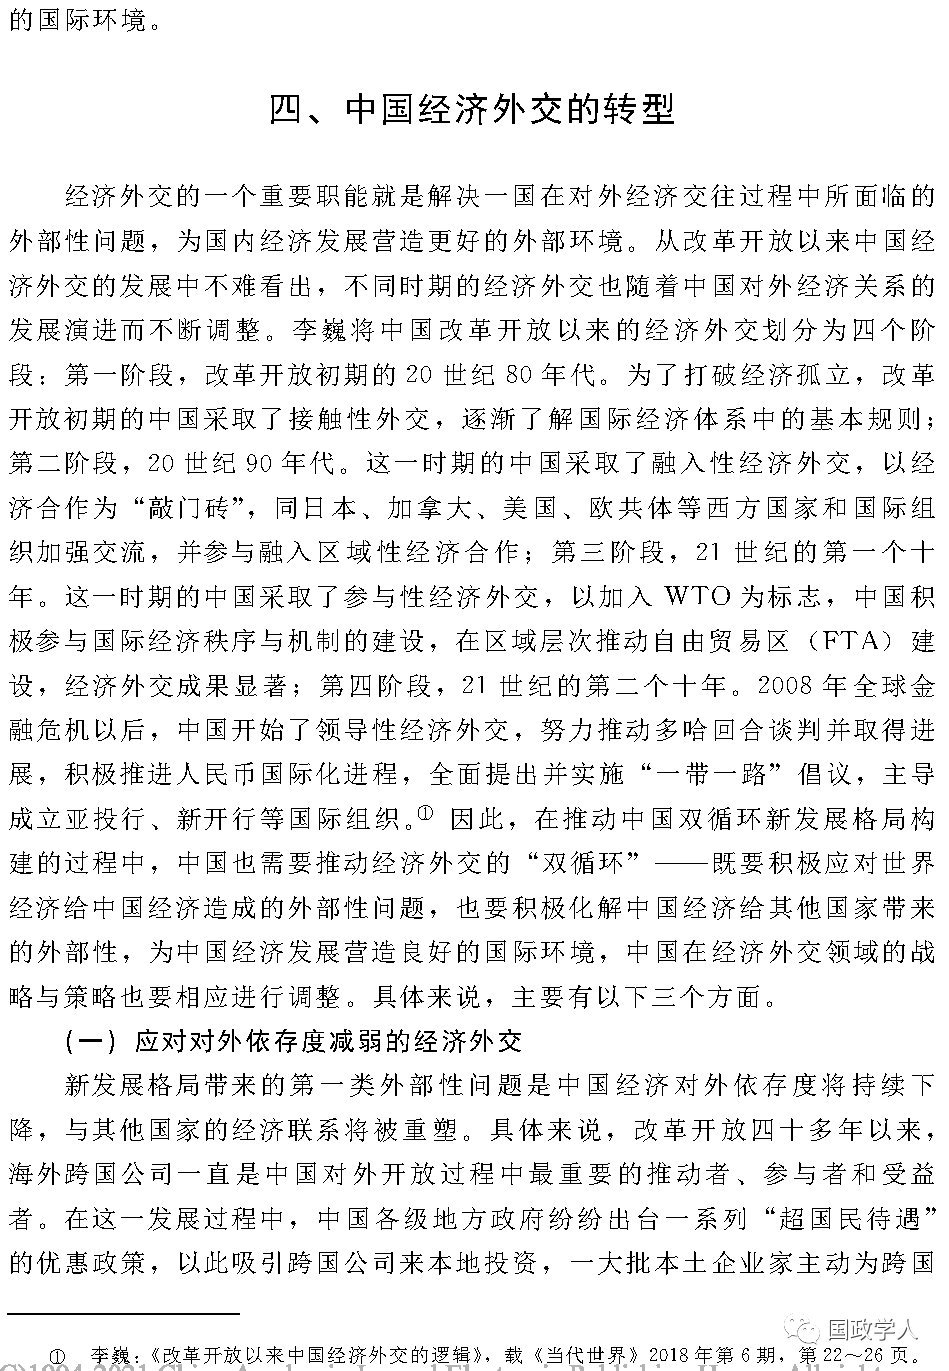 的国际环境。
四、中国经济外交的转型
经济外交的一个重要职能就是解决一国在对外经济交往过程中所面临的
外部性问题，为国内经济发展营造更好的外部环境。从改革开放以来中国经
济外交的发展中不难看出，不同时期的经济外交也随着中国对外经济关系的
发展演进而不断调整。李巍将中国改革开放以来的经济外交划分为四个阶
段：第一阶段，改革开放初期的20世纪80年代。为了打破经济孤立，改革
开放初期的中国采取了接触性外交，逐渐了解国际经济体系中的基本规则；
第二阶段，20世纪90年代。这一时期的中国采取了融入性经济外交，以经
济合作为“敲门砖”，同日本、加拿大、美国、欧共体等西方国家和国际组
织加强交流，并参与融入区域性经济合作；第三阶段，21世纪的第一个十
年。这一时期的中国采取了参与性经济外交，以加入WTO为标志，中国积
极参与国际经济秩序与机制的建设，在区域层次推动自由贸易区（FTA）建
设，经济外交成果显著；第四阶段，21世纪的第二个十年。2008年全球金
融危机以后，中国开始了领导性经济外交，努力推动多哈回合谈判并取得进
展，积极推进人民币国际化进程，全面提出并实施“一带一路”倡议，主导
成立亚投行、新开行等国际组织。① 因此，在推动中国双循环新发展格局构
建的过程中，中国也需要推动经济外交的“双循环”——既要积极应对世界
经济给中国经济造成的外部性问题，也要积极化解中国经济给其他国家带来
的外部性，为中国经济发展营造良好的国际环境，中国在经济外交领域的战
略与策略也要相应进行调整。具体来说，主要有以下三个方面。
（一）应对对外依存度减弱的经济外交
新发展格局带来的第一类外部性问题是中国经济对外依存度将持续下
降，与其他国家的经济联系将被重塑。具体来说，改革开放四十多年以来，
海外跨国公司一直是中国对外开放过程中最重要的推动者、参与者和受益
者。在这一发展过程中，中国各级地方政府纷纷出台一系列“超国民待遇”
的优惠政策，以此吸引跨国公司来本地投资，一大批本土企业家主动为跨国
国政学人
① 李巍：《改革开放以来中国经济外交的逻辑》，载《当代世界》2018年第6期，第22～26页。